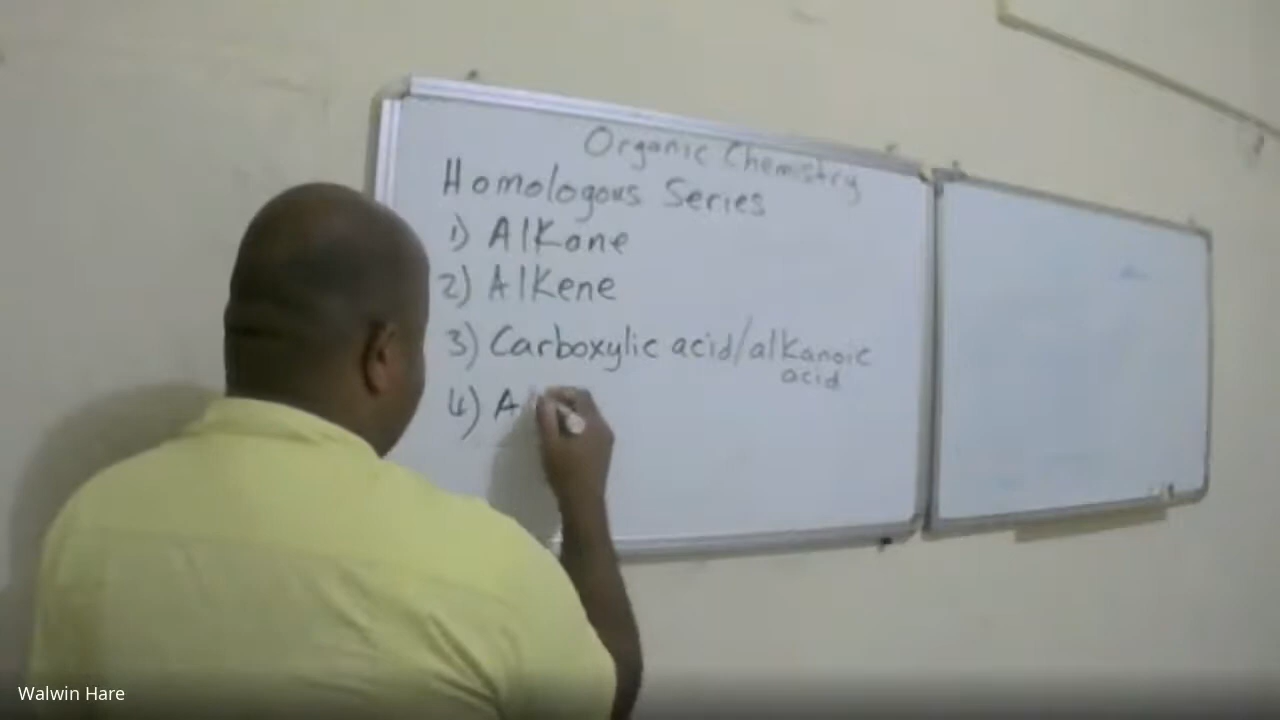 Organic Chemistry
Homologous Series
1) Alkane
2) Alkene
3) Carboxylic acid/alkanoic
acid
4) A
Walwin Hare